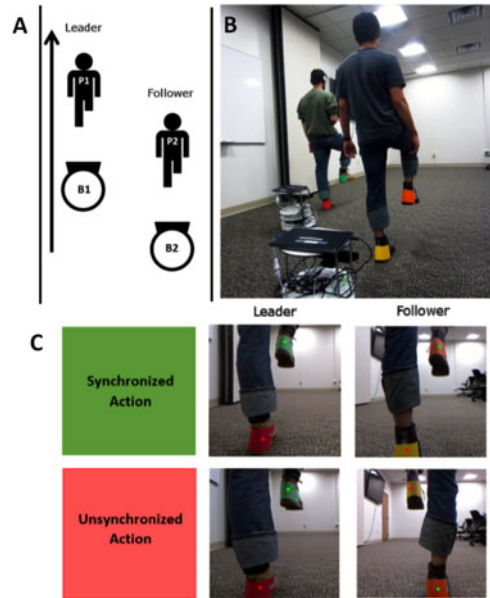 A
Leader
P1
Follower
P2
B1
B2
B
Leader
Follower
C
Synchronized
Action
Unsynchronized
Action